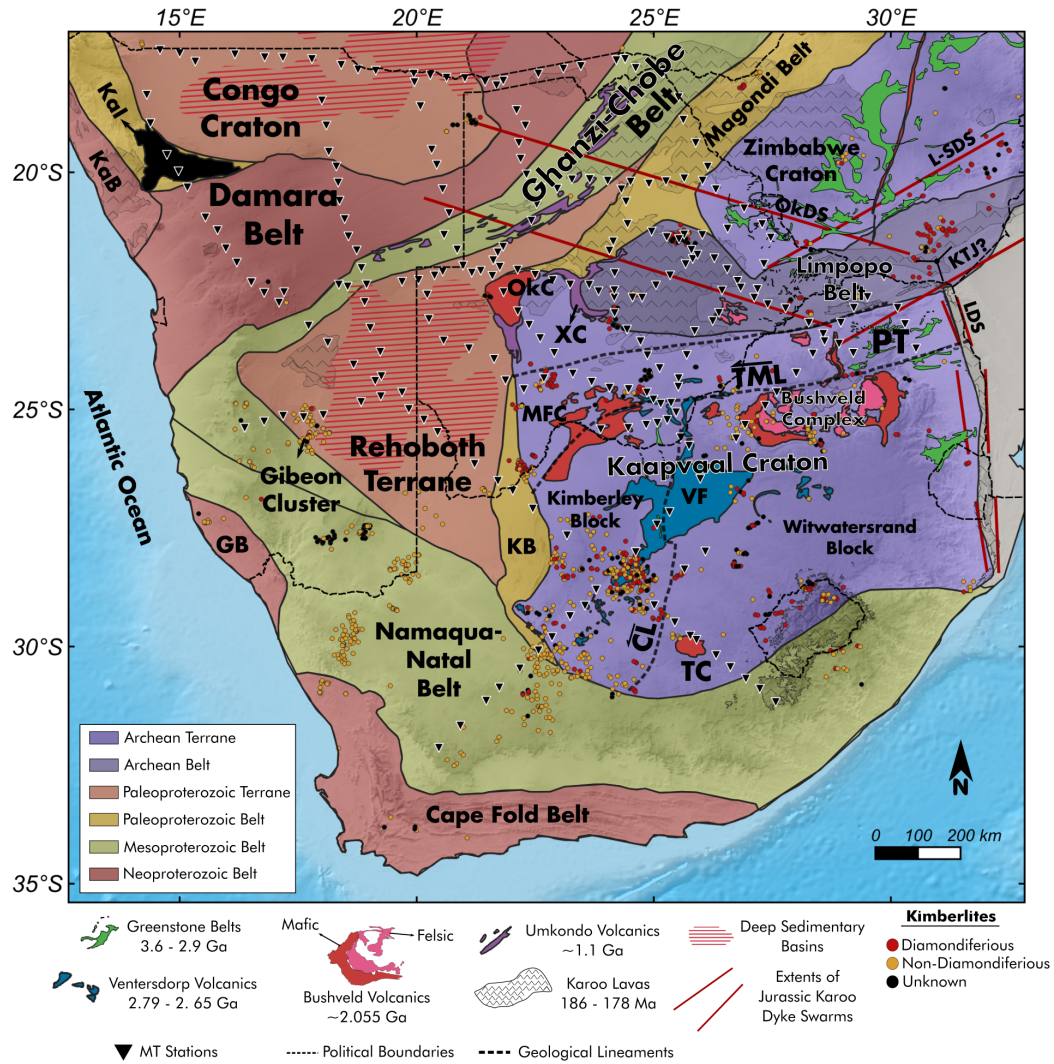 15°E
20°E
25°E
30°E
20°S
25°S
30°S
35°S
Kal
KaB
Congo
Craton
Damara
Belt
Ghanzi-Chobe
Belt
Magondi Belt
Zimbabwe
Craton
L-SDS
OkDS
KTJ?
Limpopo
Belt
LDS
OkC
XC
PT
TML
Bushveld
Complex
MFC
Atlantic Ocean
Rehoboth
Terrane
Gibeon
Cluster
Kaapvaal Craton
Kimberley
Block
VF
Witwatersrand
Block
GB
KB
Namaqua-
Natal
Belt
CL
TC
Cape Fold Belt
N
0 100 200 km
Archean Terrane
Archean Belt
Paleoproterozoic Terrane
Paleoproterozoic Belt
Mesoproterozoic Belt
Neoproterozoic Belt
Greenstone Belts
3.6 - 2.9 Ga
Ventersdorp Volcanics
2.79 - 2. 65 Ga
Mafic
Felsic
Bushveld Volcanics
~2.055 Ga
Umkondo Volcanics
~1.1 Ga
Karoo Lavas
186 - 178 Ma
Deep Sedimentary
Basins
Extents of
Jurassic Karoo
Dyke Swarms
Kimberlites
Diamondiferious
Non-Diamondiferious
Unknown
MT Stations
Political Boundaries
Geological Lineaments